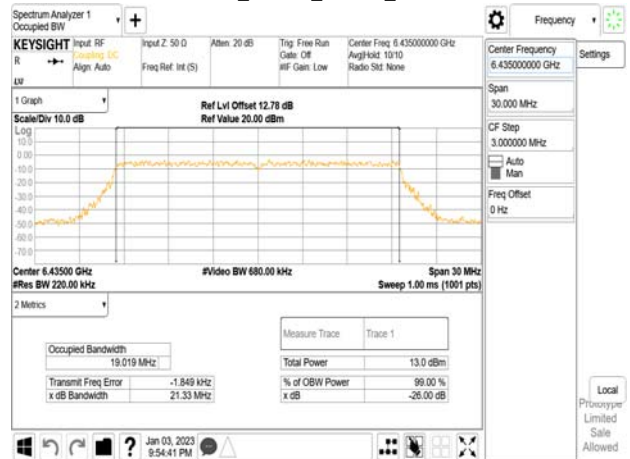 Spectrum Analyzer 1
Occupied BW
Frequency
KEYSIGHT
Input: RF
Coupling: DC
Align: Auto
Input Z: 50 Ω
Freq Ref: Int (S)
Atten: 20 dB
Trig: Free Run
Gate: Off
#IF Gain: Low
Center Freq: 6.435000000 GHz
Avg|Hold: 10/10
Radio Std: None
R
LXI
Center Frequency
6.435000000 GHz
Settings
Span
30.000 MHz
CF Step
3.000000 MHz
Auto
Man
Freq Offset
0 Hz
1 Graph
Scale/Div 10.0 dB
Ref Lvl Offset 12.78 dB
Ref Value 20.00 dBm
Log
10.0
0.00
-10.0
-20.0
-30.0
-40.0
-50.0
-60.0
-70.0
Center 6.43500 GHz
#Res BW 220.00 kHz
#Video BW 680.00 kHz
Span 30 MHz
Sweep 1.00 ms (1001 pts)
2 Metrics
Measure Trace Trace 1
Occupied Bandwidth
19.019 MHz
Total Power 13.0 dBm
Transmit Freq Error -1.849 kHz
% of OBW Power 99.00 %
x dB Bandwidth 21.33 MHz
x dB -26.00 dB
Local
Prototype
Limited
Sale
Allowed
?
Jan 03, 2023
9:54:41 PM